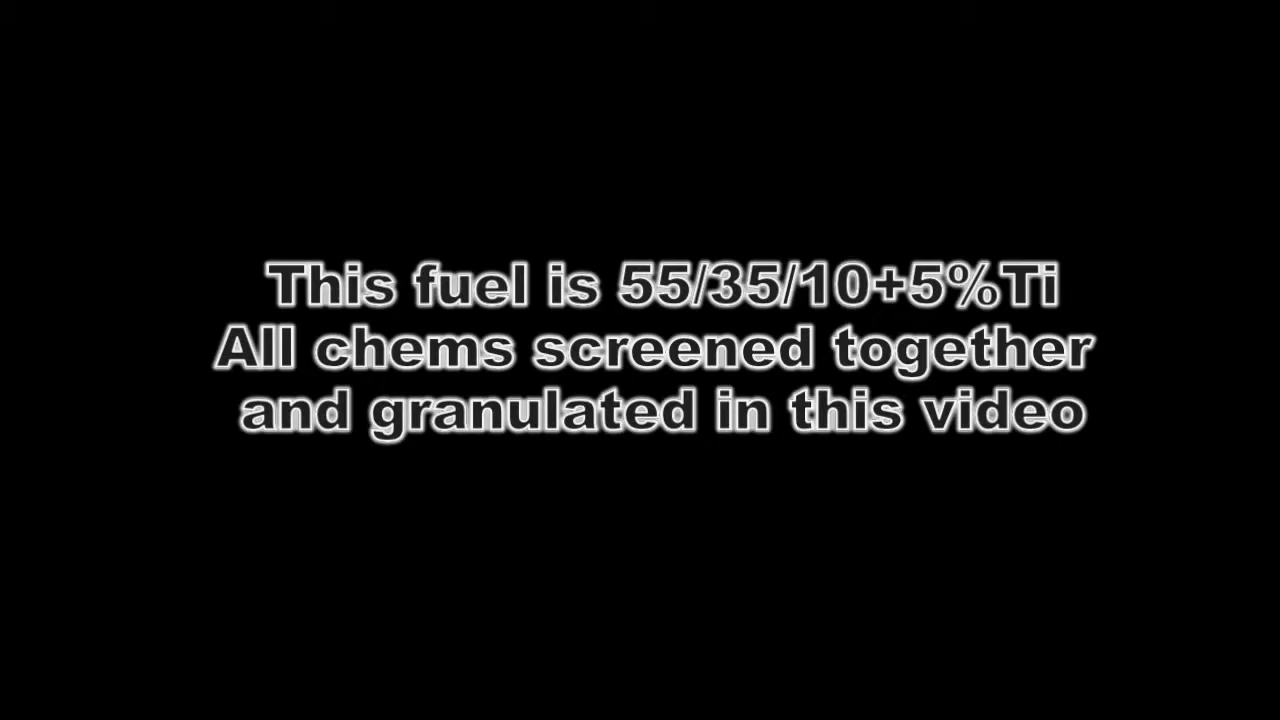 This fuel is 55/35/10+5%Ti
All chems screened together
and granulated in this video